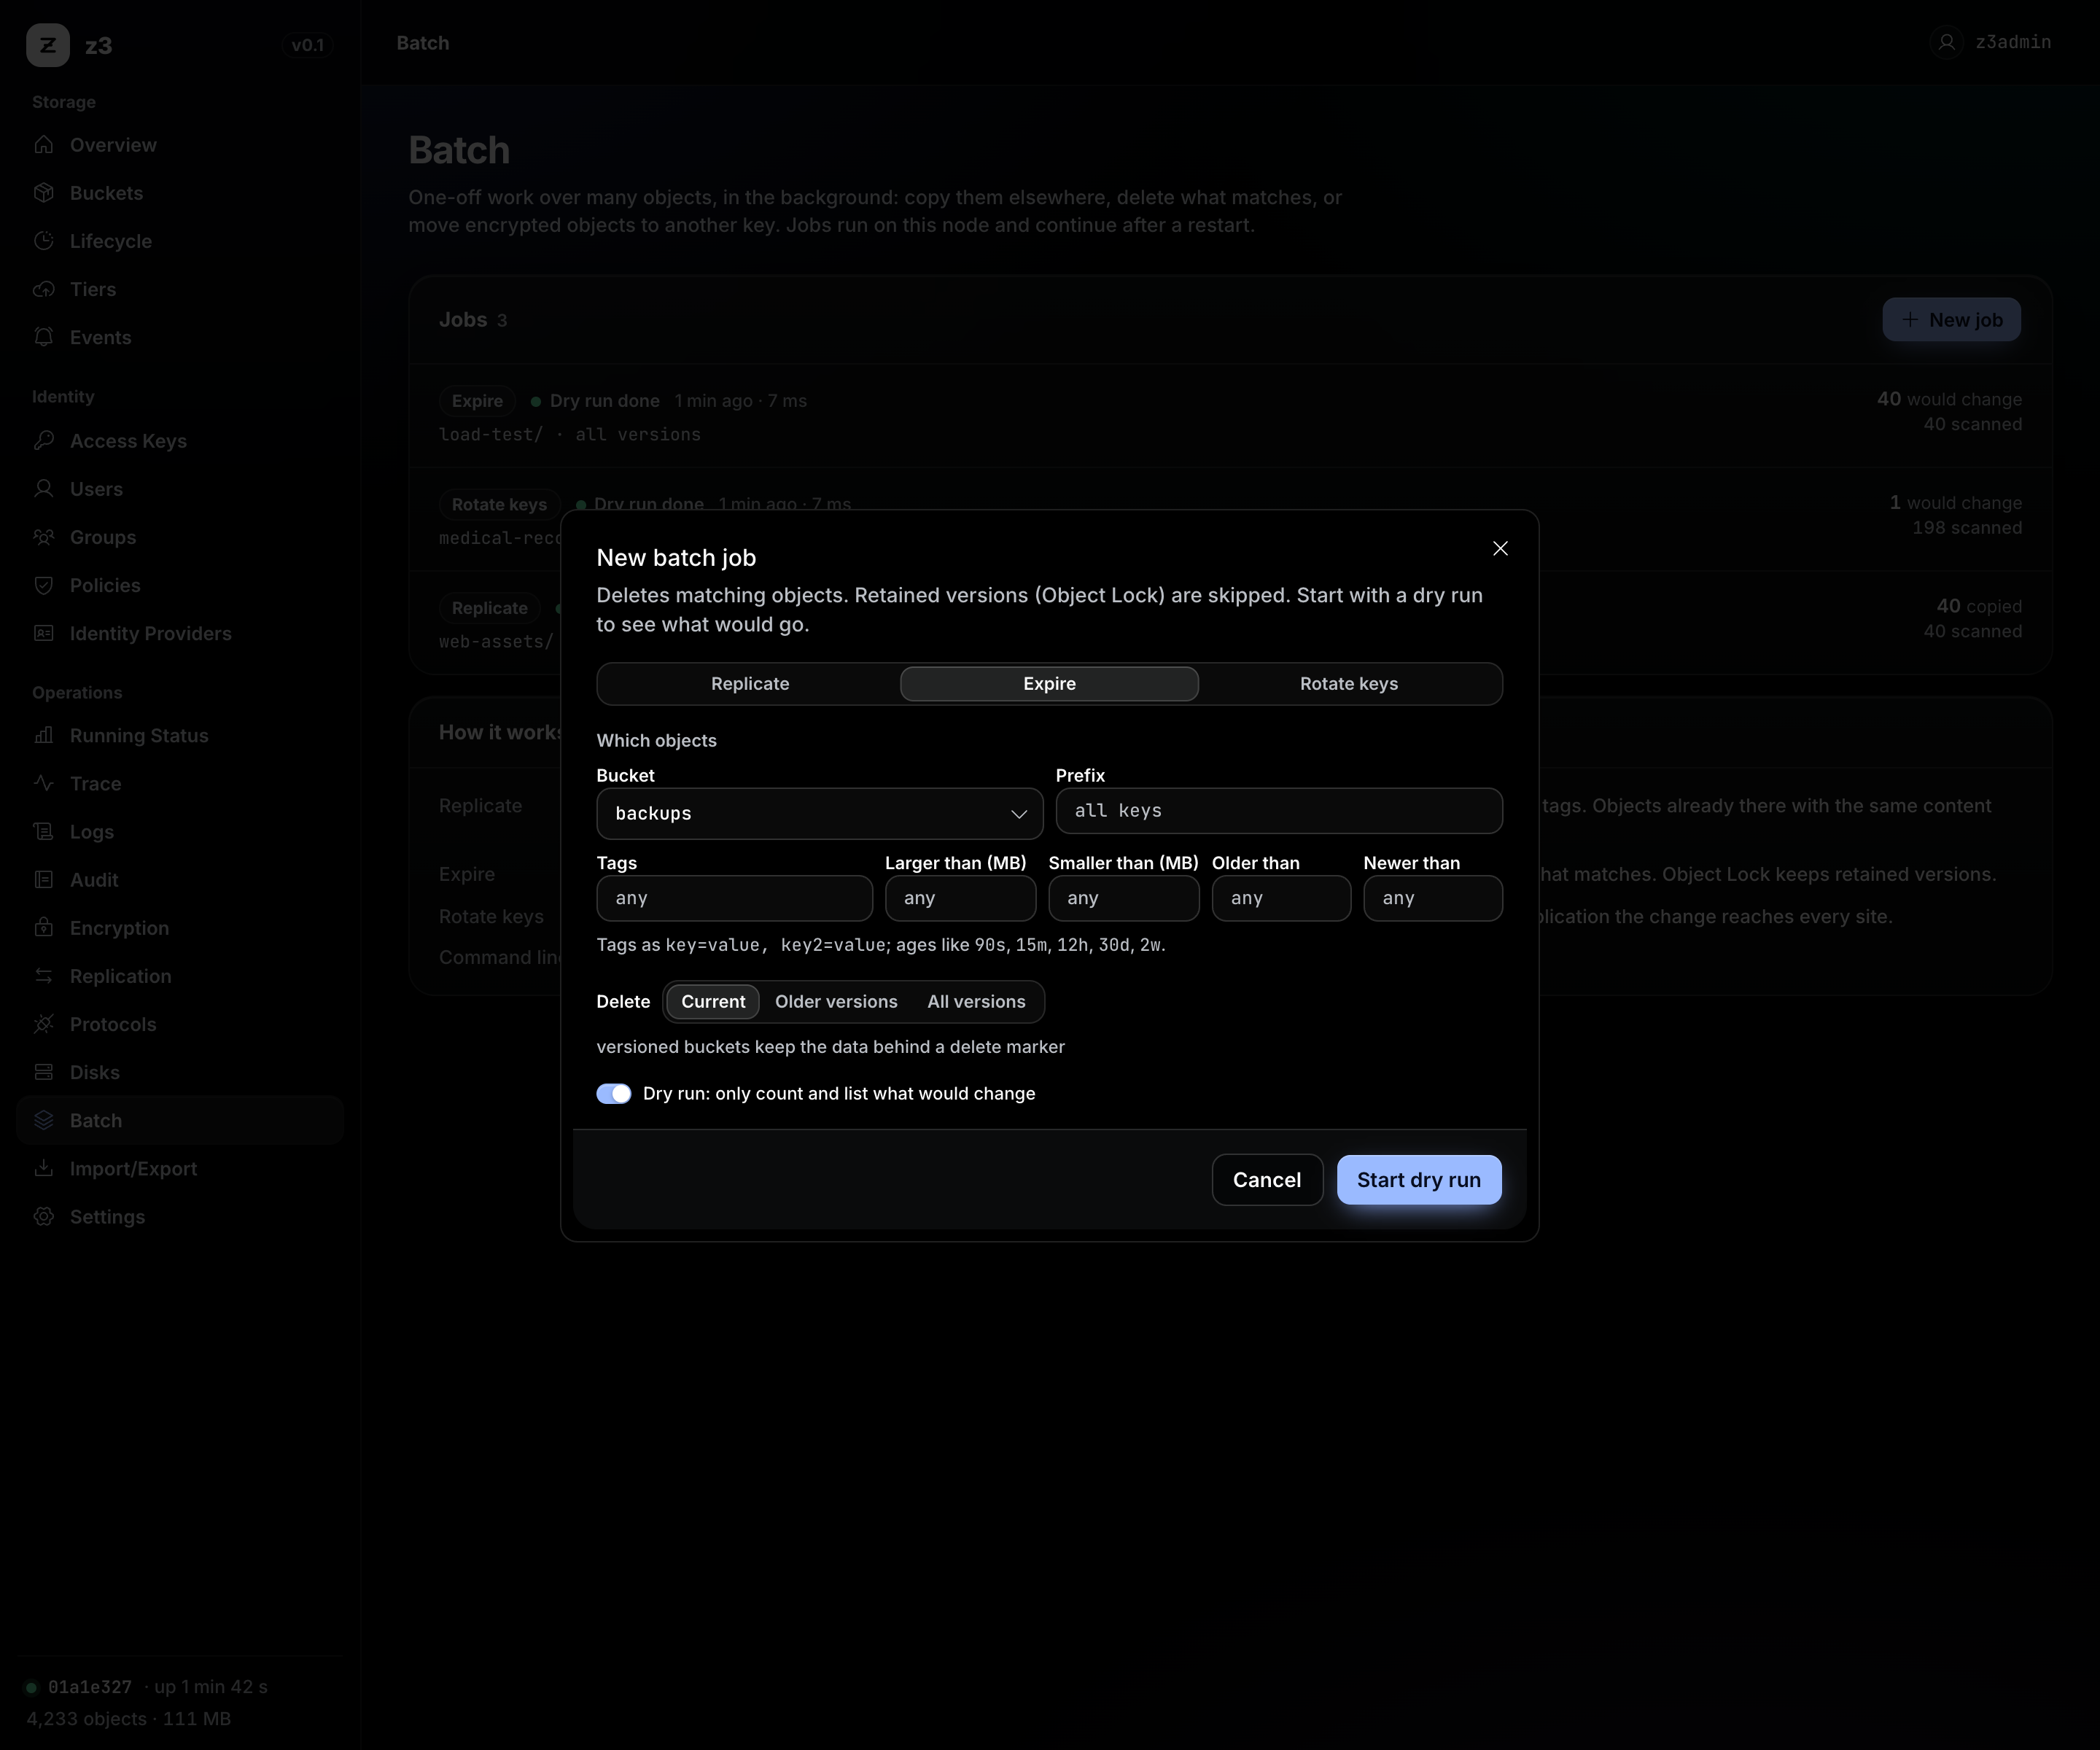 z3
v0.1
Batch
z3admin
Storage
Overview
Buckets
Lifecycle
Tiers
Events
Identity
Access Keys
Users
Groups
Policies
Identity Providers
Operations
Running Status
Trace
Logs
Audit
Encryption
Replication
Protocols
Disks
Batch
Import/Export
Settings
01a1e327 · up 1 min 42 s
4,233 objects · 111 MB
Batch
One-off work over many objects, in the background: copy them elsewhere, delete what matches, or
move encrypted objects to another key. Jobs run on this node and continue after a restart.
Jobs 3
New job
Expire Dry run done 1 min ago · 7 ms
load-test/ · all versions
40 would change
40 scanned
Rotate keys Dry run done 1 min ago · 7 ms
medical-reco
1 would change
198 scanned
Replicate
web-assets/
40 copied
40 scanned
How it works
Replicate
tags. Objects already there with the same content
Expire
hat matches. Object Lock keeps retained versions.
Rotate keys
plication the change reaches every site.
Command line
New batch job
Deletes matching objects. Retained versions (Object Lock) are skipped. Start with a dry run
to see what would go.
Replicate Expire Rotate keys
Which objects
Bucket Prefix
backups all keys
Tags Larger than (MB) Smaller than (MB) Older than Newer than
any any any any any
Tags as key=value, key2=value; ages like 90s, 15m, 12h, 30d, 2w.
Delete Current Older versions All versions
versioned buckets keep the data behind a delete marker
Dry run: only count and list what would change
Cancel Start dry run